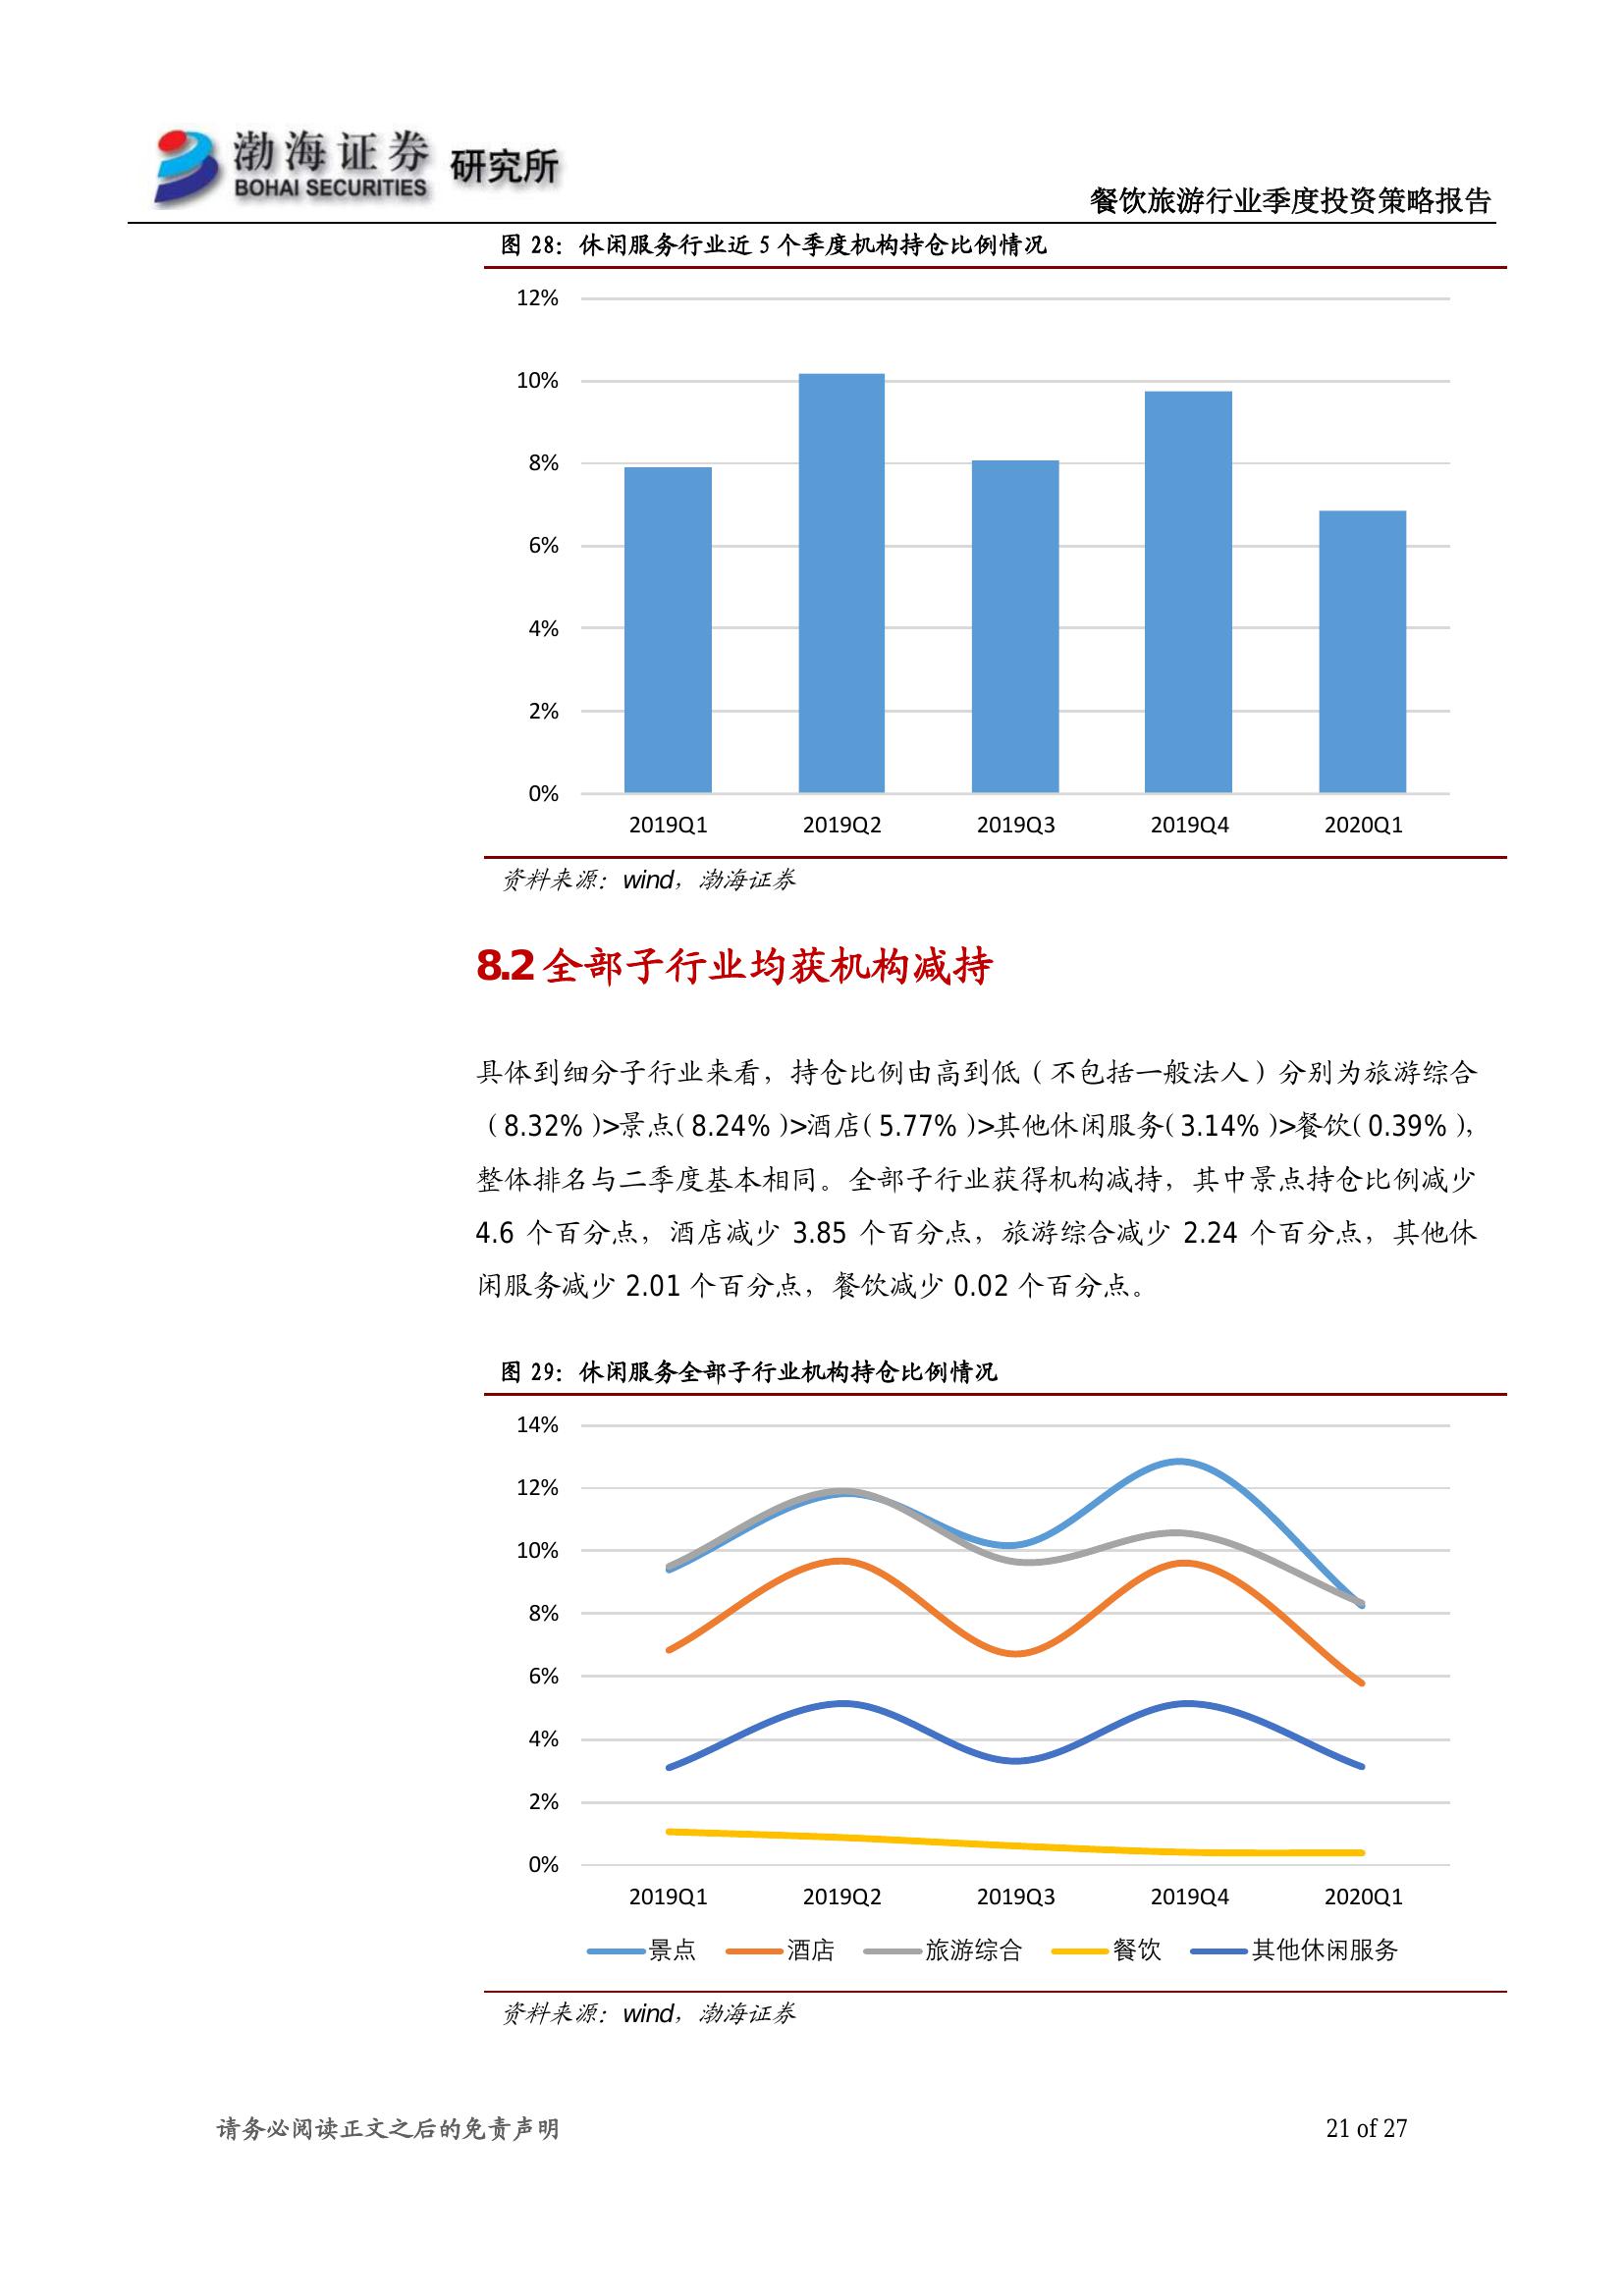 渤海证券 研究所
BOHAI SECURITIES
餐饮旅游行业季度投资策略报告
图 28：休闲服务行业近 5 个季度机构持仓比例情况
12%
10%
8%
6%
4%
2%
0%
2019Q1 2019Q2 2019Q3 2019Q4 2020Q1
资料来源：wind，渤海证券
8.2 全部子行业均获机构减持
具体到细分子行业来看，持仓比例由高到低（不包括一般法人）分别为旅游综合
（8.32%）>景点（8.24%）>酒店（5.77%）>其他休闲服务（3.14%）>餐饮（0.39%），
整体排名与二季度基本相同。全部子行业获得机构减持，其中景点持仓比例减少
4.6 个百分点，酒店减少 3.85 个百分点，旅游综合减少 2.24 个百分点，其他休
闲服务减少 2.01 个百分点，餐饮减少 0.02 个百分点。
图 29：休闲服务全部子行业机构持仓比例情况
14%
12%
10%
8%
6%
4%
2%
0%
2019Q1 2019Q2 2019Q3 2019Q4 2020Q1
景点 酒店 旅游综合 餐饮 其他休闲服务
资料来源：wind，渤海证券
请务必阅读正文之后的免责声明 21 of 27